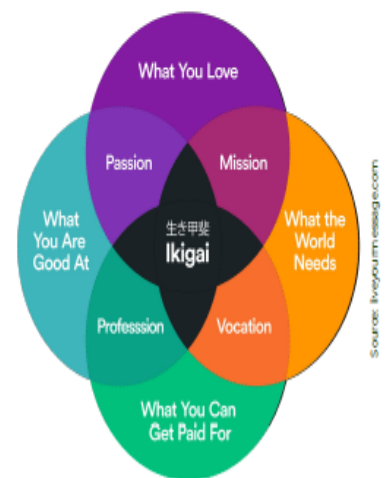 What You Love
Passion
Mission
What
You Are
Good At
生き甲斐
Ikigai
What the
World
Needs
Professsion
Vocation
What You Can
Get Paid For
Source: liveyourmessage.com